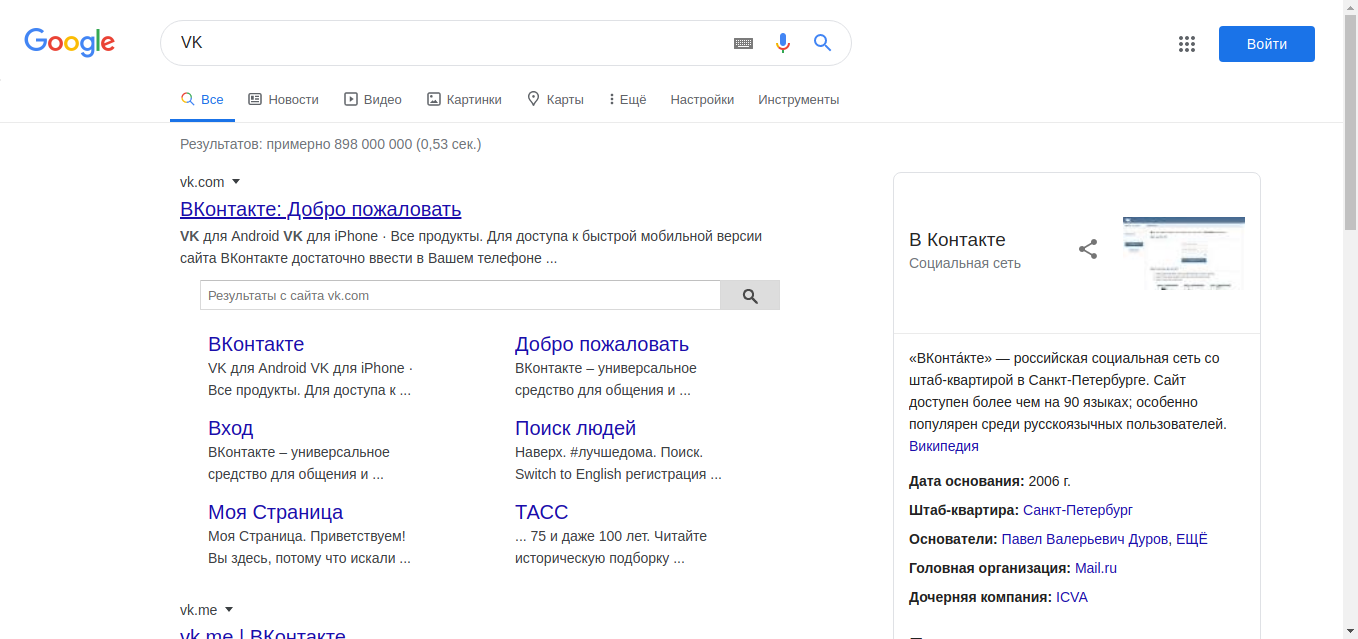 Google
VK
Войти
Все
Новости
Видео
Картинки
Карты
Ещё
Настройки
Инструменты
Результатов: примерно 898 000 000 (0,53 сек.)
vk.com
ВКонтакте: Добро пожаловать
VK для Android VK для iPhone · Все продукты. Для доступа к быстрой мобильной версии
сайта ВКонтакте достаточно ввести в Вашем телефоне ...
Результаты с сайта vk.com
ВКонтакте
VK для Android VK для iPhone ·
Все продукты. Для доступа к ...
Добро пожаловать
ВКонтакте – универсальное
средство для общения и ...
Вход
ВКонтакте – универсальное
средство для общения и ...
Поиск людей
Наверх. #лучшедома. Поиск.
Switch to English регистрация ...
Моя Страница
Моя Страница. Приветствуем!
Вы здесь, потому что искали ...
ТАСС
... 75 и даже 100 лет. Читайте
историческую подборку ...
vk.me
vk.me | ВКонтакте
В Контакте
Социальная сеть
«ВКонта́кте» — российская социальная сеть со
штаб-квартирой в Санкт-Петербурге. Сайт
доступен более чем на 90 языках; особенно
популярен среди русскоязычных пользователей.
Википедия
Дата основания: 2006 г.
Штаб-квартира: Санкт-Петербург
Основатели: Павел Валерьевич Дуров, ЕЩЁ
Головная организация: Mail.ru
Дочерняя компания: ICVA